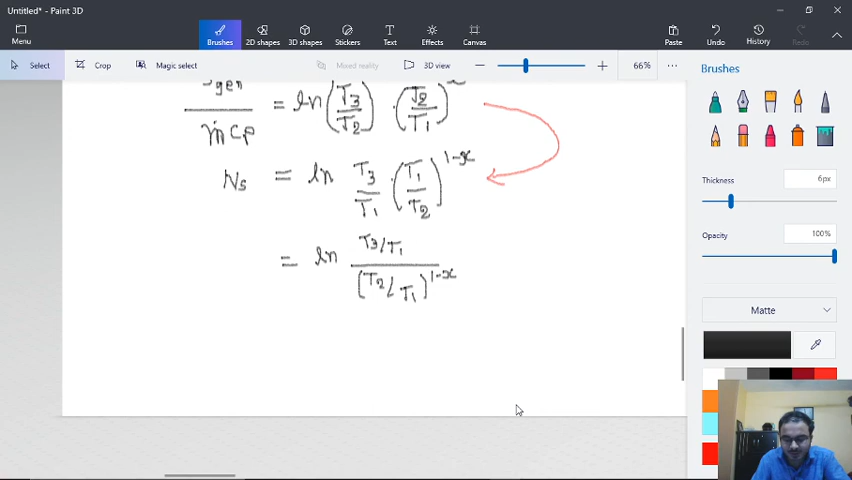 Untitled* - Paint 3D
Menu
Brushes
2D shapes
3D shapes
Stickers
Text
Effects
Canvas
Paste
Undo
History
Redo
Select
Crop
Magic select
Mixed reality
3D view
66%
Brushes
Thickness
6px
Opacity
100%
Matte
Sgen / ṁCp = ln (T3/T2) · (T2/T1)^x
Ns = ln T3/T1 · (T1/T2)^1-x
= ln T3/T1 / (T2/T1)^1-x